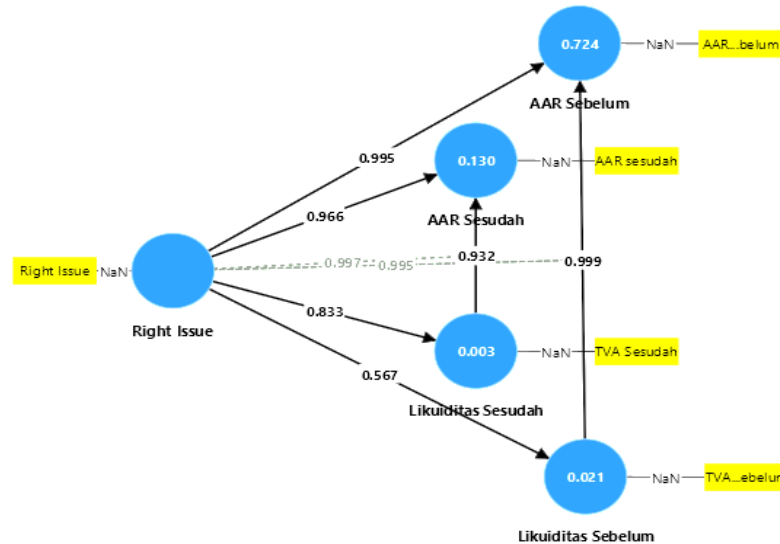 0.724
NaN
AAR...belum
AAR Sebelum
0.995
0.130
NaN
AAR sesudah
0.966
AAR Sesudah
Right Issue
NaN
0.997
0.995
0.932
0.999
Right Issue
0.833
0.003
NaN
TVA Sesudah
0.567
Likuiditas Sesudah
0.021
NaN
TVA...ebelum
Likuiditas Sebelum